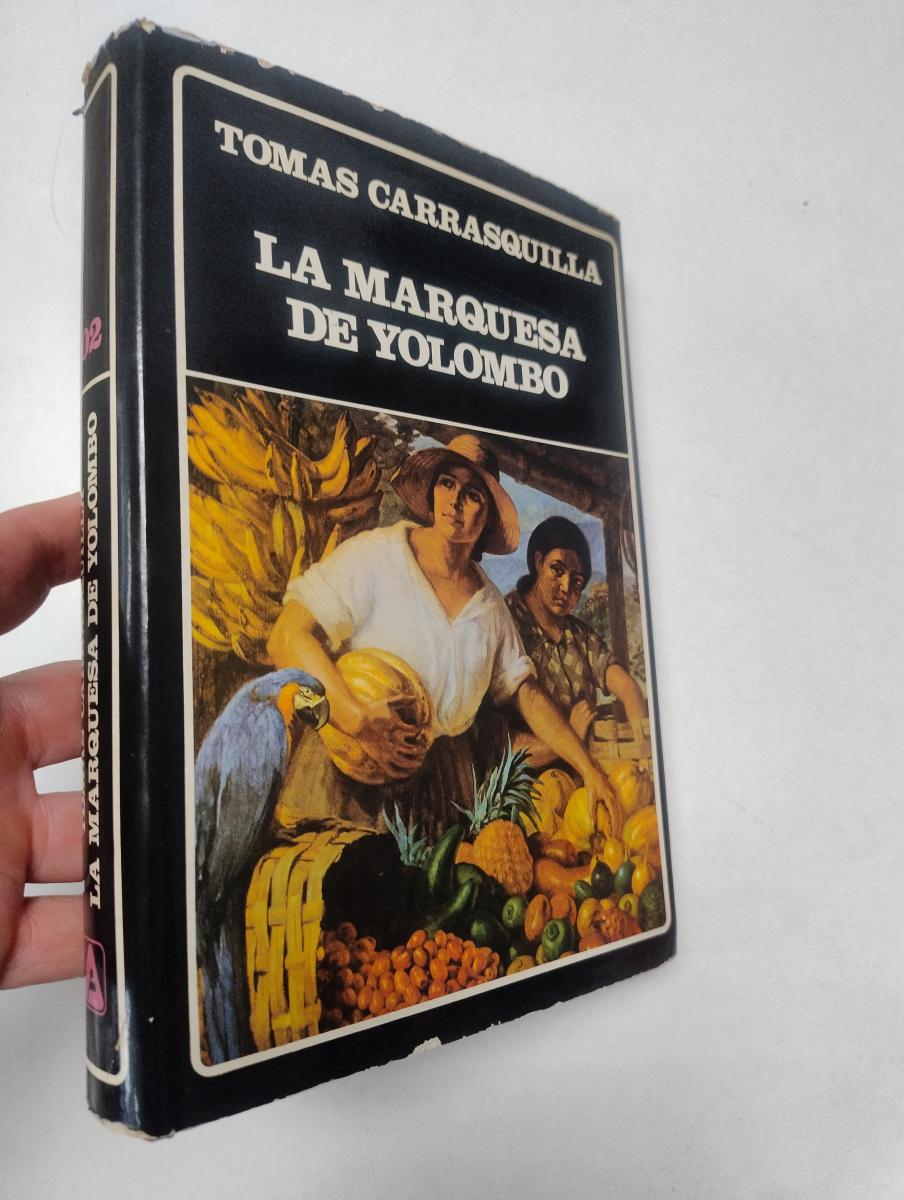 TOMAS CARRASQUILLA
LA MARQUESA
DE YOLOMBO
LA MARQUESA DE YOLOMBO